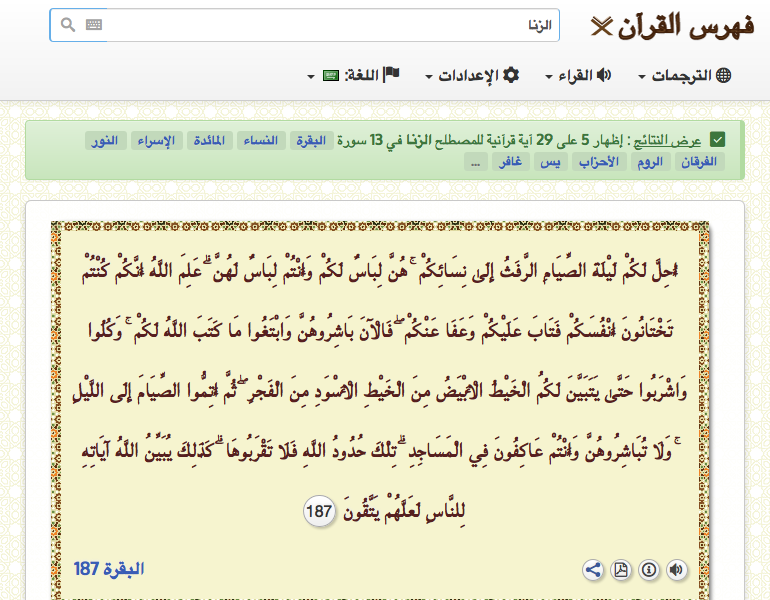 فهرس القرآن
الزنا
الترجمات
القراء
الإعدادات
اللغة:
عرض النتائج : إظهار 5 على 29 آية قرآنية للمصطلح الزنا في 13 سورة البقرة النساء المائدة الإسراء النور
الفرقان الروم الأحزاب يس غافر ...
أُحِلَّ لَكُمْ لَيْلَةَ الصِّيَامِ الرَّفَثُ إِلَىٰ نِسَائِكُمْ ۚ هُنَّ لِبَاسٌ لَكُمْ وَأَنْتُمْ لِبَاسٌ لَهُنَّ ۗ عَلِمَ اللَّهُ أَنَّكُمْ كُنْتُمْ
تَخْتَانُونَ أَنْفُسَكُمْ فَتَابَ عَلَيْكُمْ وَعَفَا عَنْكُمْ ۖ فَالْآنَ بَاشِرُوهُنَّ وَابْتَغُوا مَا كَتَبَ اللَّهُ لَكُمْ ۚ وَكُلُوا
وَاشْرَبُوا حَتَّىٰ يَتَبَيَّنَ لَكُمُ الْخَيْطُ الْأَبْيَضُ مِنَ الْخَيْطِ الْأَسْوَدِ مِنَ الْفَجْرِ ۖ ثُمَّ أَتِمُّوا الصِّيَامَ إِلَى اللَّيْلِ
ۚ وَلَا تُبَاشِرُوهُنَّ وَأَنْتُمْ عَاكِفُونَ فِي الْمَسَاجِدِ ۗ تِلْكَ حُدُودُ اللَّهِ فَلَا تَقْرَبُوهَا ۗ كَذَٰلِكَ يُبَيِّنُ اللَّهُ آيَاتِهِ
لِلنَّاسِ لَعَلَّهُمْ يَتَّقُونَ 187
البقرة 187